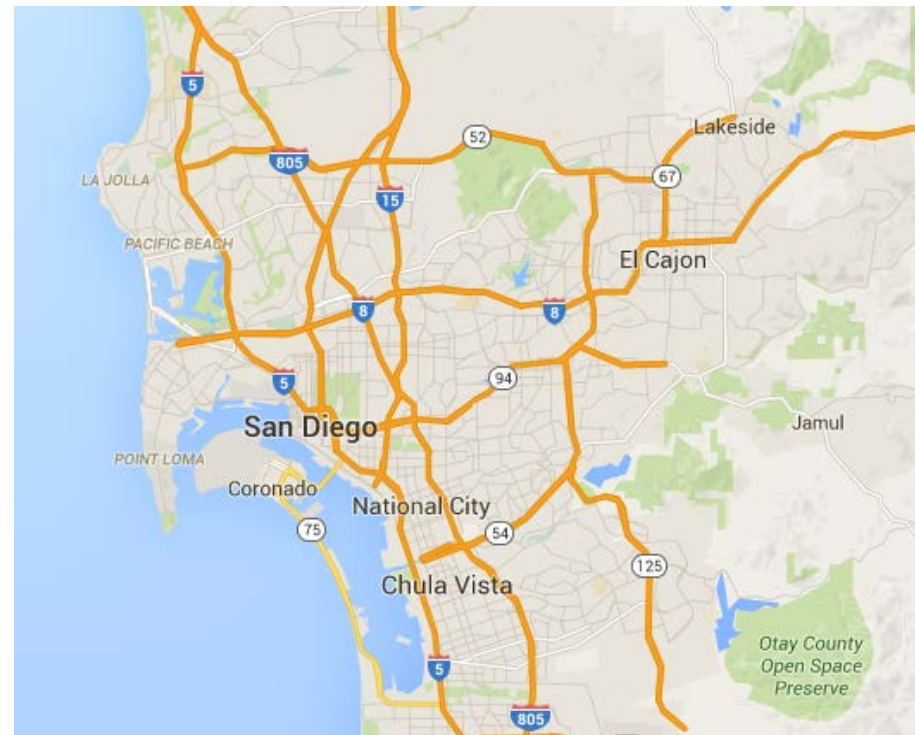 5
52
Lakeside
805
67
LA JOLLA
15
PACIFIC BEACH
El Cajon
8
8
94
5
San Diego
Jamul
POINT LOMA
Coronado
National City
75
54
125
Chula Vista
Otay County
Open Space
Preserve
5
805